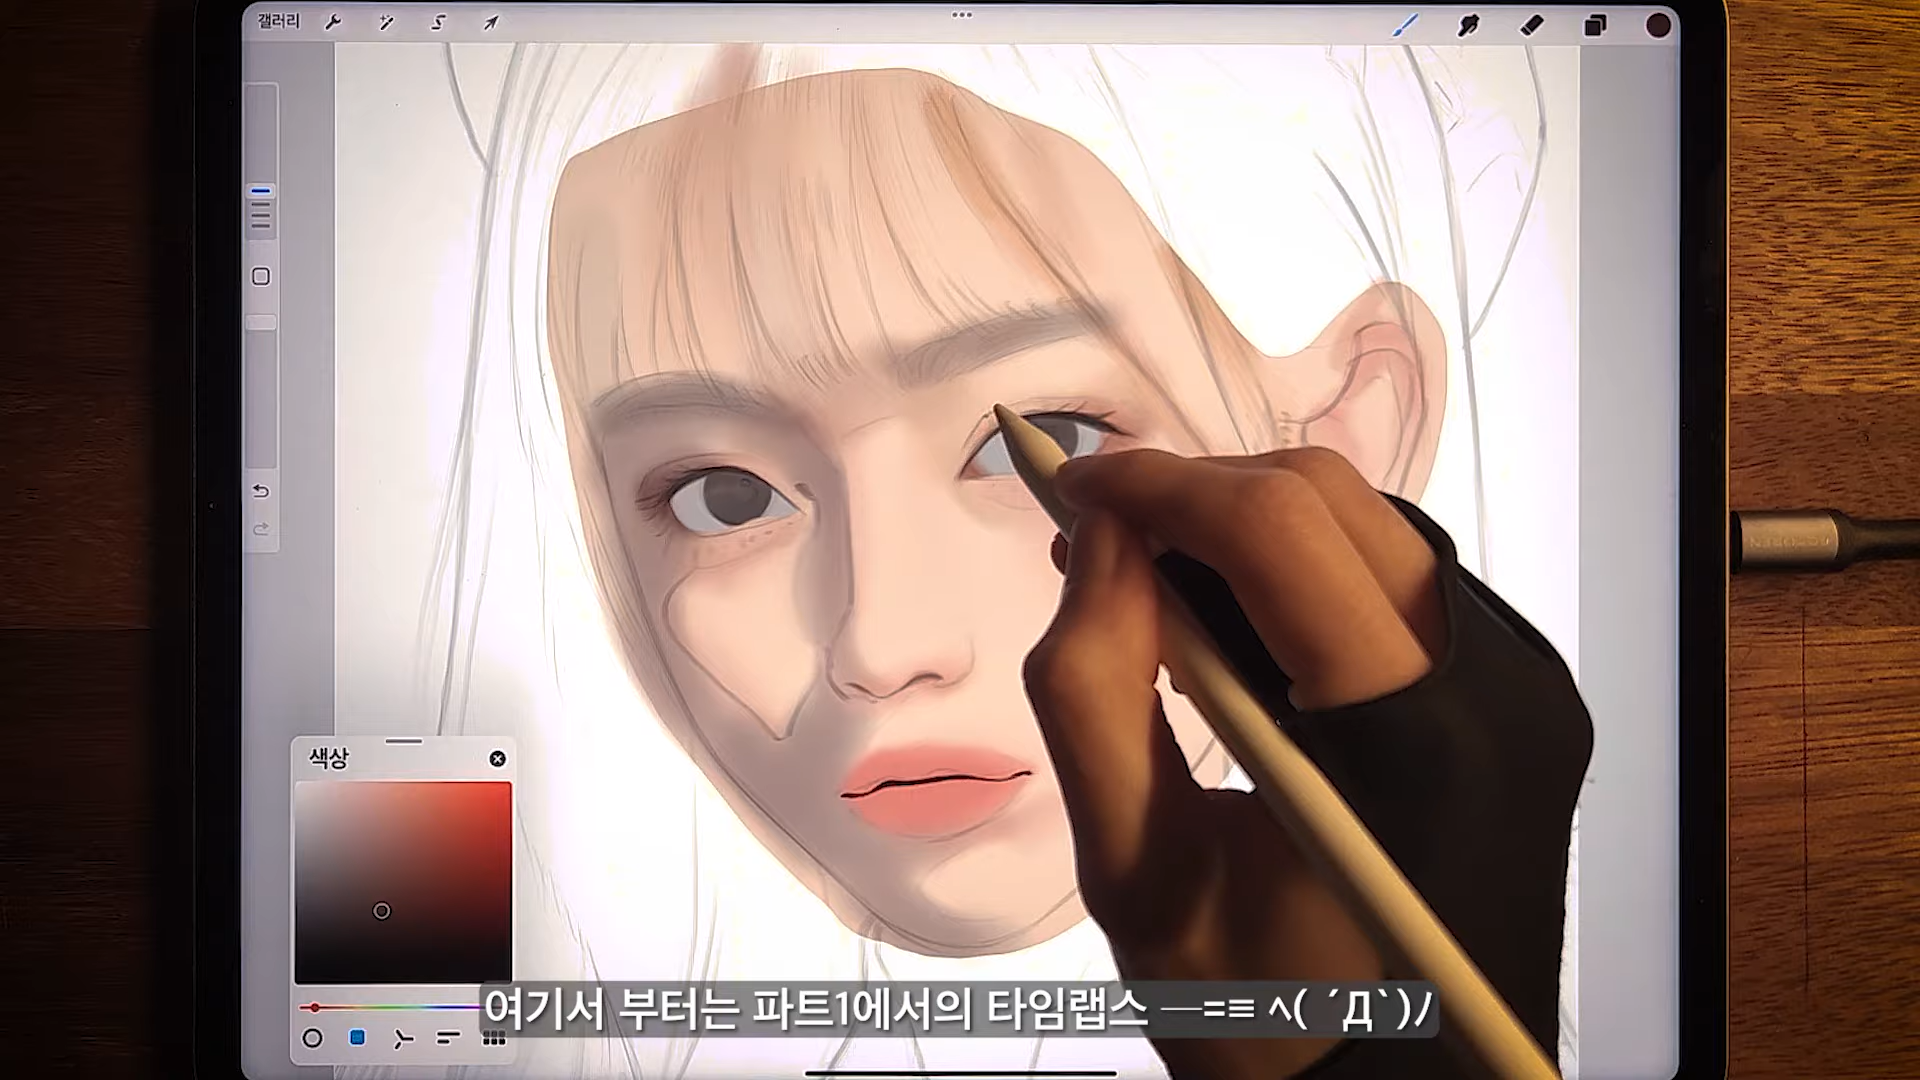 갤러리
색상
여기서 부터는 파트1에서의 타임랩스 —=≡ ㅅ( ´Д`)ﾉ